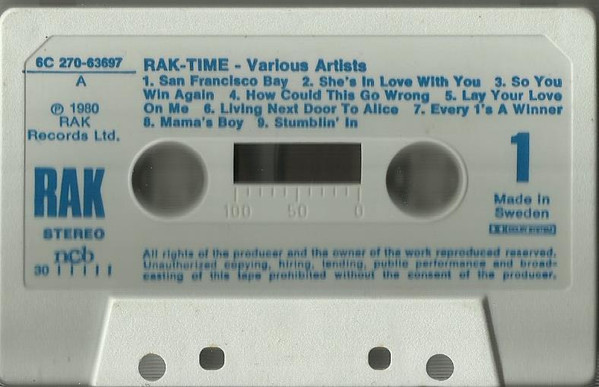 6C 270-63697
A
℗ 1980
RAK
Records Ltd.
RAK
STEREO
ncb
30
RAK-TIME - Various Artists
1. San Francisco Bay 2. She's In Love With You 3. So You
Win Again 4. How Could This Go Wrong 5. Lay Your Love
On Me 6. Living Next Door To Alice 7. Every 1's A Winner
8. Mama's Boy 9. Stumblin' In
100 50 0
1
Made in
Sweden
All rights of the producer and the owner of the work reproduced reserved.
Unauthorized copying, hiring, lending, public performance and broad-
casting of this tape prohibited without the consent of the producer.